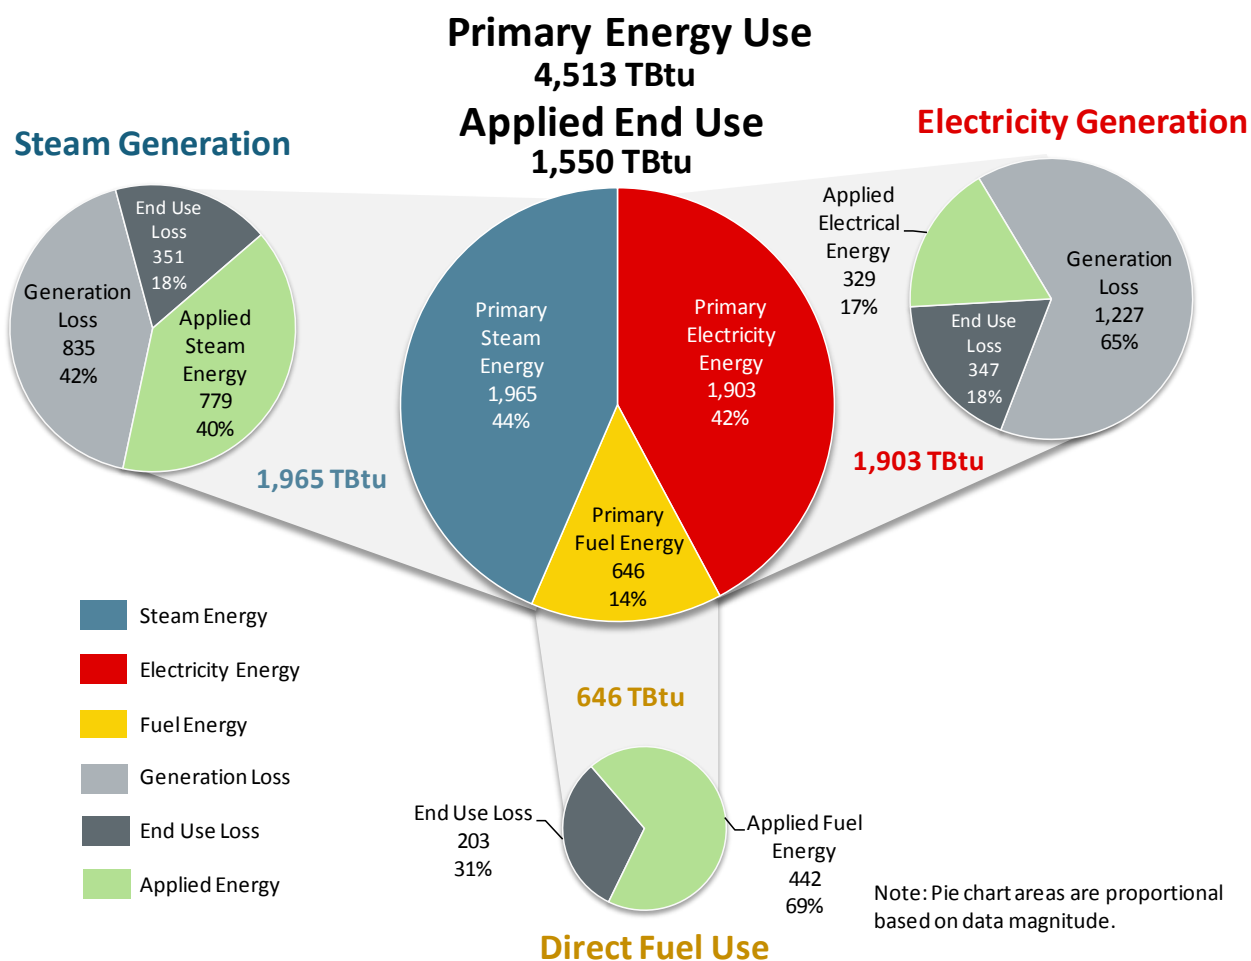 Primary Energy Use
4,513 TBtu
Applied End Use
1,550 TBtu
Steam Generation
End Use
Loss
351
18%
Generation
Loss
835
42%
Applied
Steam
Energy
779
40%
1,965 TBtu
Primary
Steam
Energy
1,965
44%
Primary
Electricity
Energy
1,903
42%
Primary
Fuel Energy
646
14%
Electricity Generation
Applied
Electrical
Energy
329
17%
Generation
Loss
1,227
65%
End Use
Loss
347
18%
1,903 TBtu
Steam Energy
Electricity Energy
Fuel Energy
Generation Loss
End Use Loss
Applied Energy
646 TBtu
End Use Loss
203
31%
Applied Fuel
Energy
442
69%
Direct Fuel Use
Note: Pie chart areas are proportional
based on data magnitude.